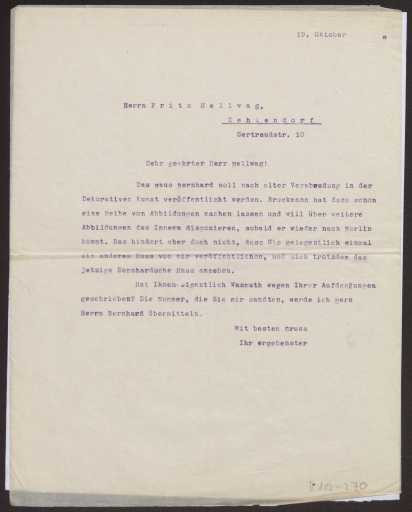 19. Oktober
Herrn Fritz Hellwag,
Zehlendorf
Gertraudstr. 10
Sehr geehrter Herr Hellwag!
Das Haus Bernhard soll nach alter Verabredung in der
Dekorativen Kunst veröffentlicht werden. Bruckmann hat dazu schon
eine Reihe von Abbildungen machen lassen und will über weitere
Abbildungen des Innern disponieren, sobald er wieder nach Berlin
kommt. Das hindert aber doch nicht, dass Sie gelegentlich einmal
ein anderes Haus von mir veröffentlichen, und sich trotzdem das
jetzige Bernhardsche Haus ansehen.
Hat Ihnen eigentlich Wasmuth wegen Ihrer
geschrieben? Die Nummer, die Sie mir sandten, werde ich gern
Herrn Bernhard übermitteln.
Mit bestem Gruss
Ihr ergebenster